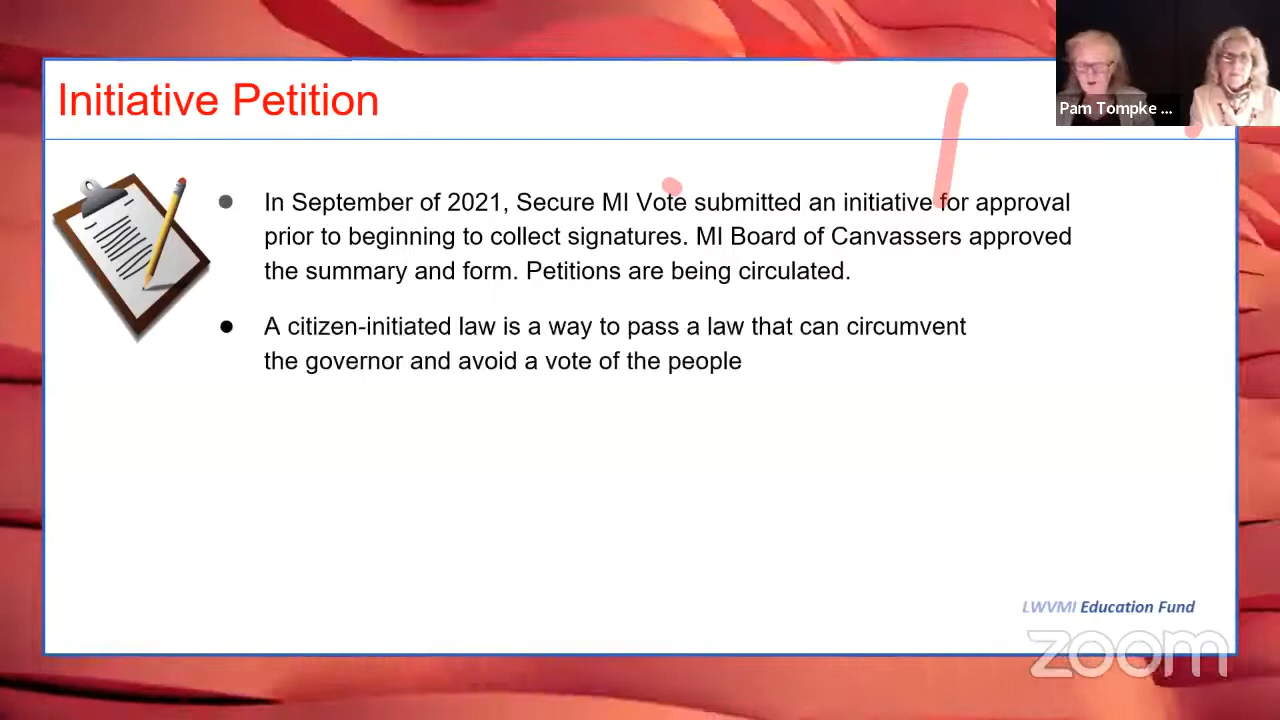 Initiative Petition
Pam Tompke ...
In September of 2021, Secure MI Vote submitted an initiative for approval
prior to beginning to collect signatures. MI Board of Canvassers approved
the summary and form. Petitions are being circulated.
A citizen-initiated law is a way to pass a law that can circumvent
the governor and avoid a vote of the people
LWVMI Education Fund
zoom